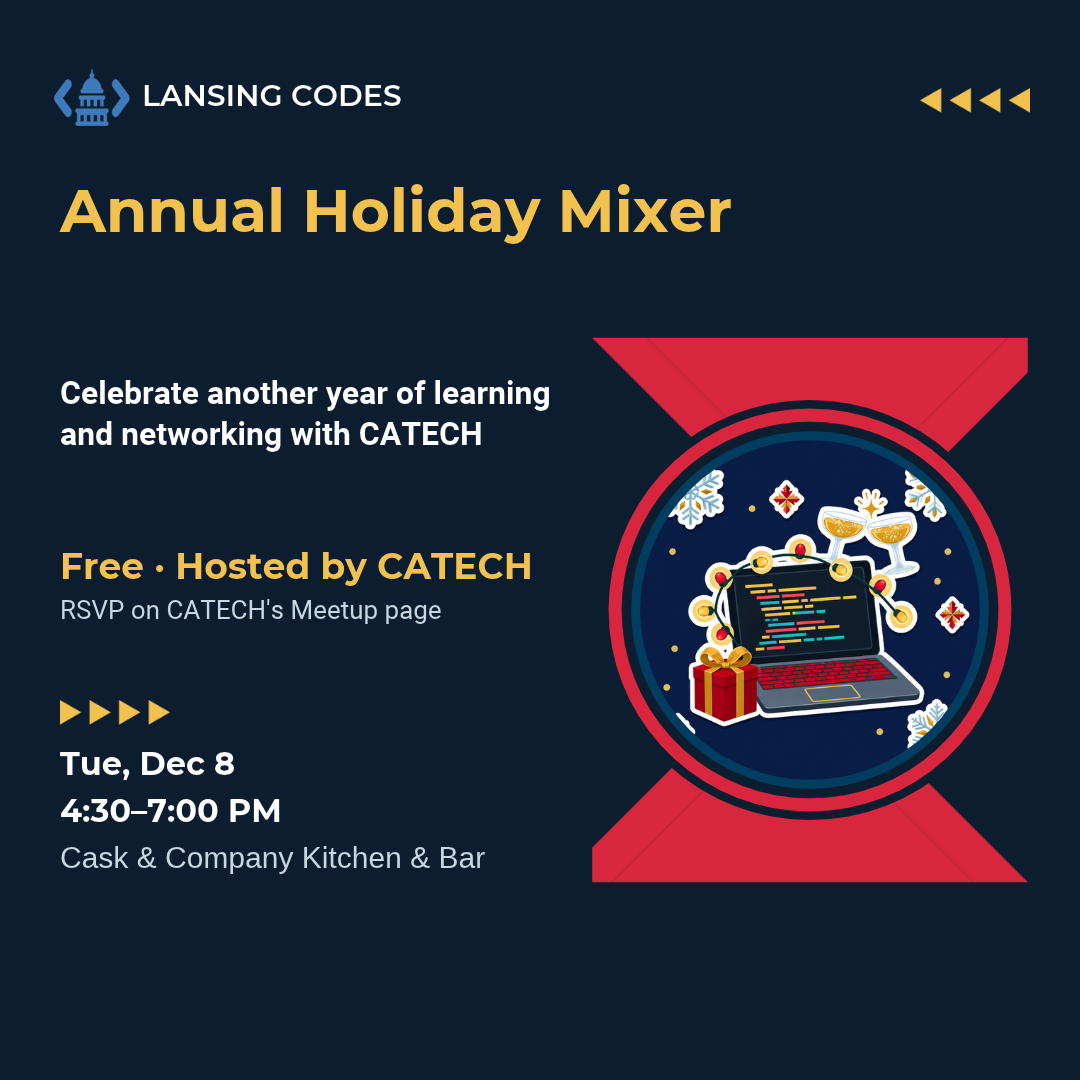 LANSING CODES
Annual Holiday Mixer
Celebrate another year of learning
and networking with CATECH
Free · Hosted by CATECH
RSVP on CATECH's Meetup page
Tue, Dec 8
4:30–7:00 PM
Cask & Company Kitchen & Bar